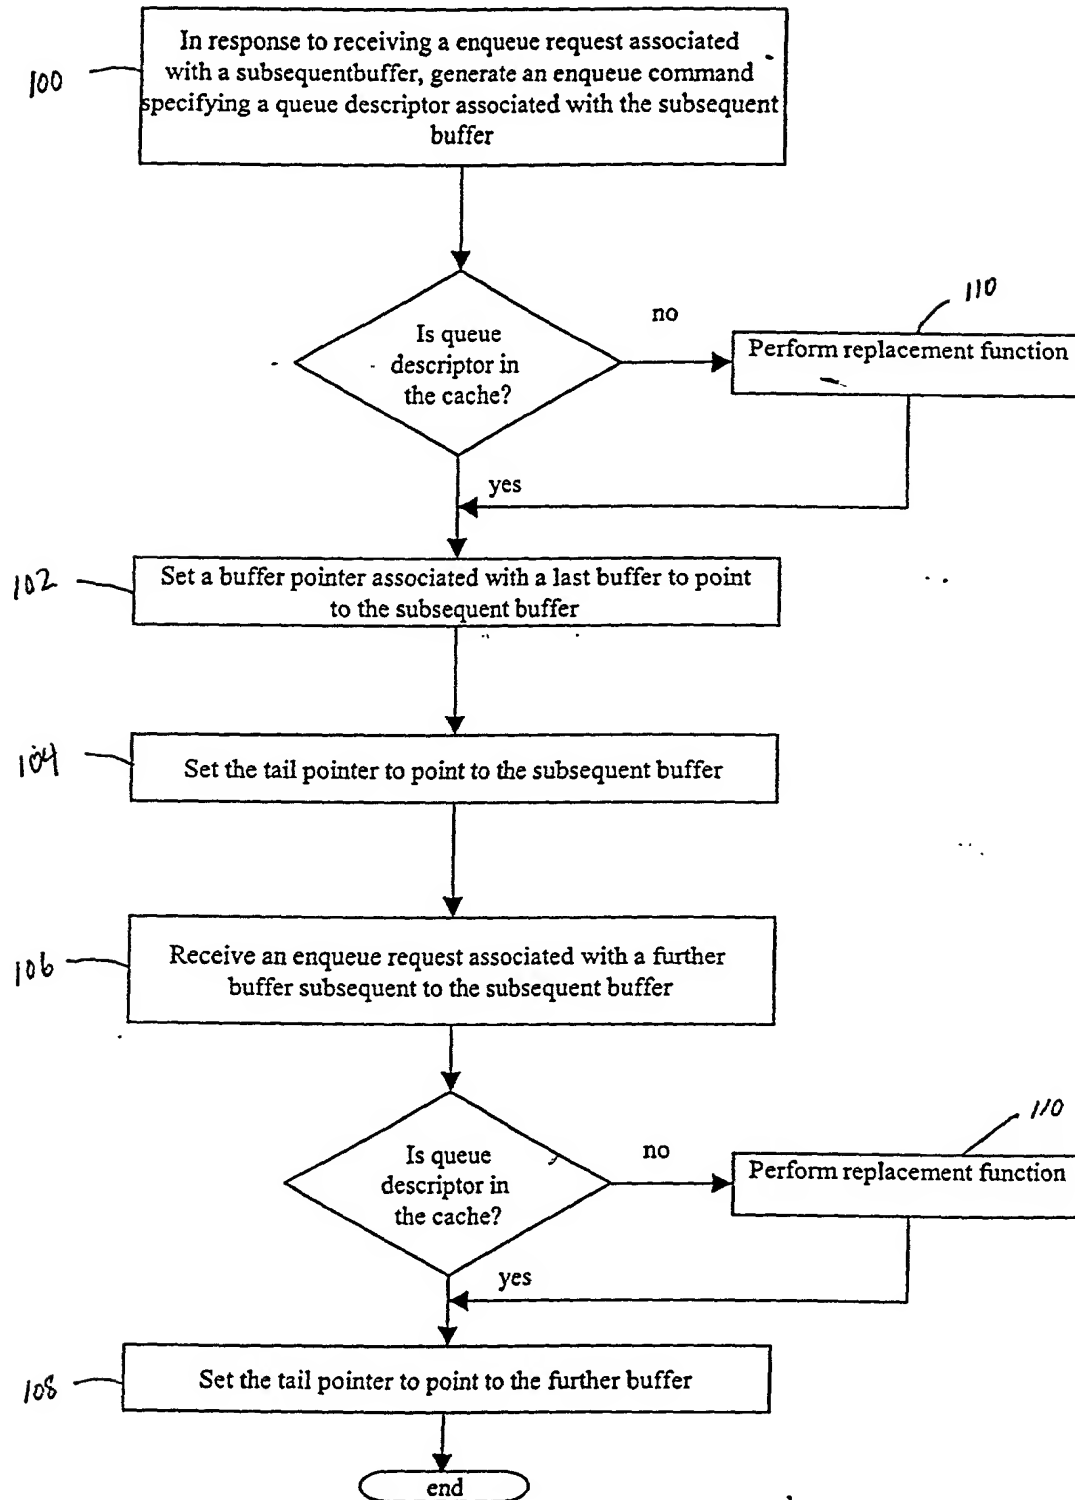 100
In response to receiving a enqueue request associated
with a subsequentbuffer, generate an enqueue command
specifying a queue descriptor associated with the subsequent
buffer
Is queue
descriptor in
the cache?
no
110
Perform replacement function
yes
102
Set a buffer pointer associated with a last buffer to point
to the subsequent buffer
104
Set the tail pointer to point to the subsequent buffer
106
Receive an enqueue request associated with a further
buffer subsequent to the subsequent buffer
Is queue
descriptor in
the cache?
no
110
Perform replacement function
yes
108
Set the tail pointer to point to the further buffer
end